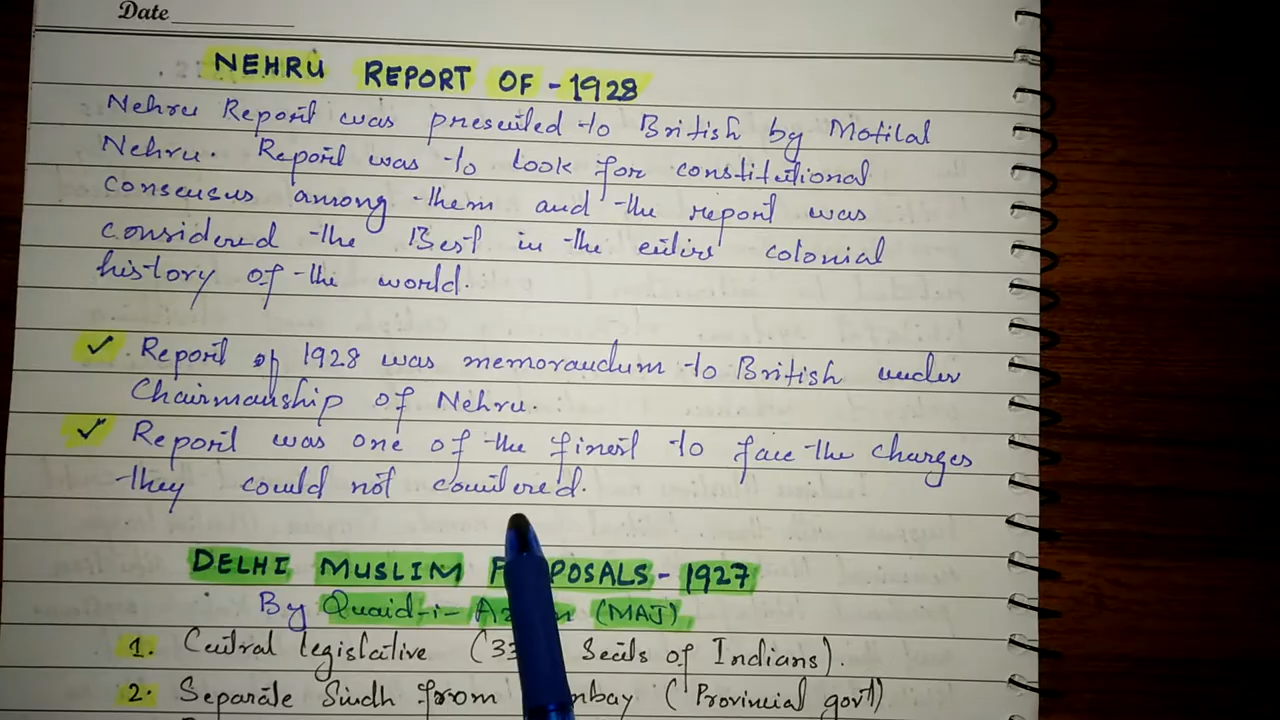 Date
NEHRU REPORT OF - 1928
Nehru Report was presented to British by Motilal
Nehru. Report was to look for constitutional
consensus among them and the report was
considered the Best in the entire colonial
history of the world.
✓ Report of 1928 was memorandum to British under
Chairmanship of Nehru.
✓ Report was one of the finest to face the charges
they could not countered.
DELHI MUSLIM POSALS - 1927
By Quaid-i- (MAJ)
1. Central legislative ( Seats of Indians).
2. Separate Sindh from (Provincial govt)